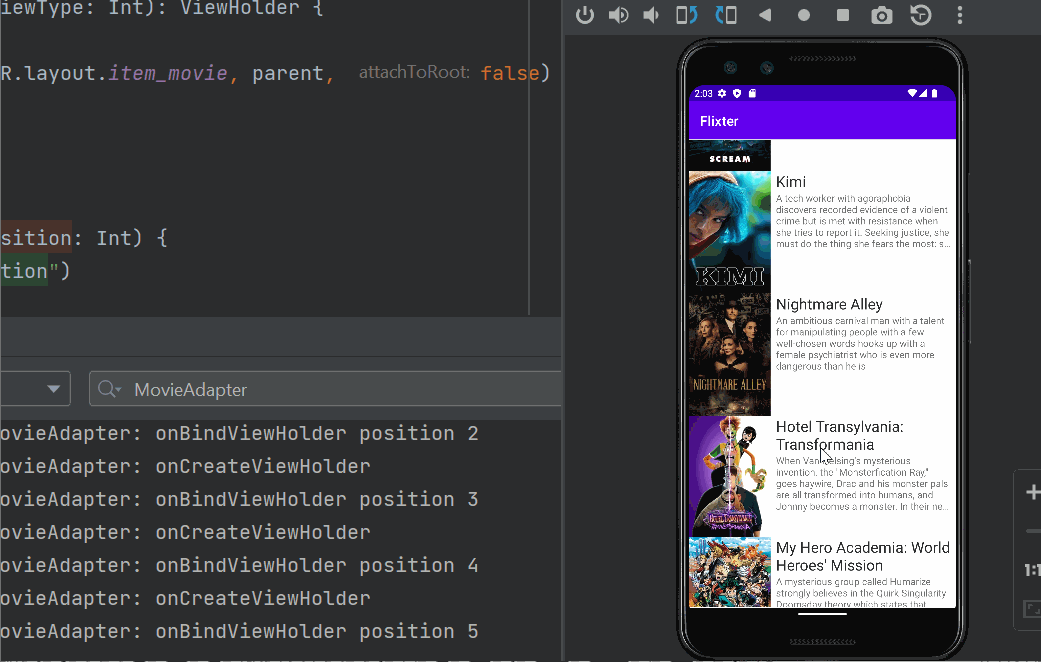 iewType: Int): ViewHolder {
R.layout.item_movie, parent, attachToRoot: false)
sition: Int) {
tion")
MovieAdapter
ovieAdapter: onBindViewHolder position 2
ovieAdapter: onCreateViewHolder
ovieAdapter: onBindViewHolder position 3
ovieAdapter: onCreateViewHolder
ovieAdapter: onBindViewHolder position 4
ovieAdapter: onCreateViewHolder
ovieAdapter: onBindViewHolder position 5
2:03
Flixter
SCREAM
KIMI
Kimi
A tech worker with agoraphobia
discovers recorded evidence of a violent
crime but is met with resistance when
she tries to report it. Seeking justice, she
must do the thing she fears the most: s...
NIGHTMARE ALLEY
Nightmare Alley
An ambitious carnival man with a talent
for manipulating people with a few
well-chosen words hooks up with a
female psychiatrist who is even more
dangerous than he is
HOTEL TRANSYLVANIA
Hotel Transylvania:
Transformania
When Van Helsing's mysterious
invention, the "Monsterfication Ray,"
goes haywire, Drac and his monster pals
are all transformed into humans, and
Johnny becomes a monster. In their ne...
My Hero Academia: World
Heroes' Mission
A mysterious group called Humarize
strongly believes in the Quirk Singularity
Doomsday theory which states that
1:1